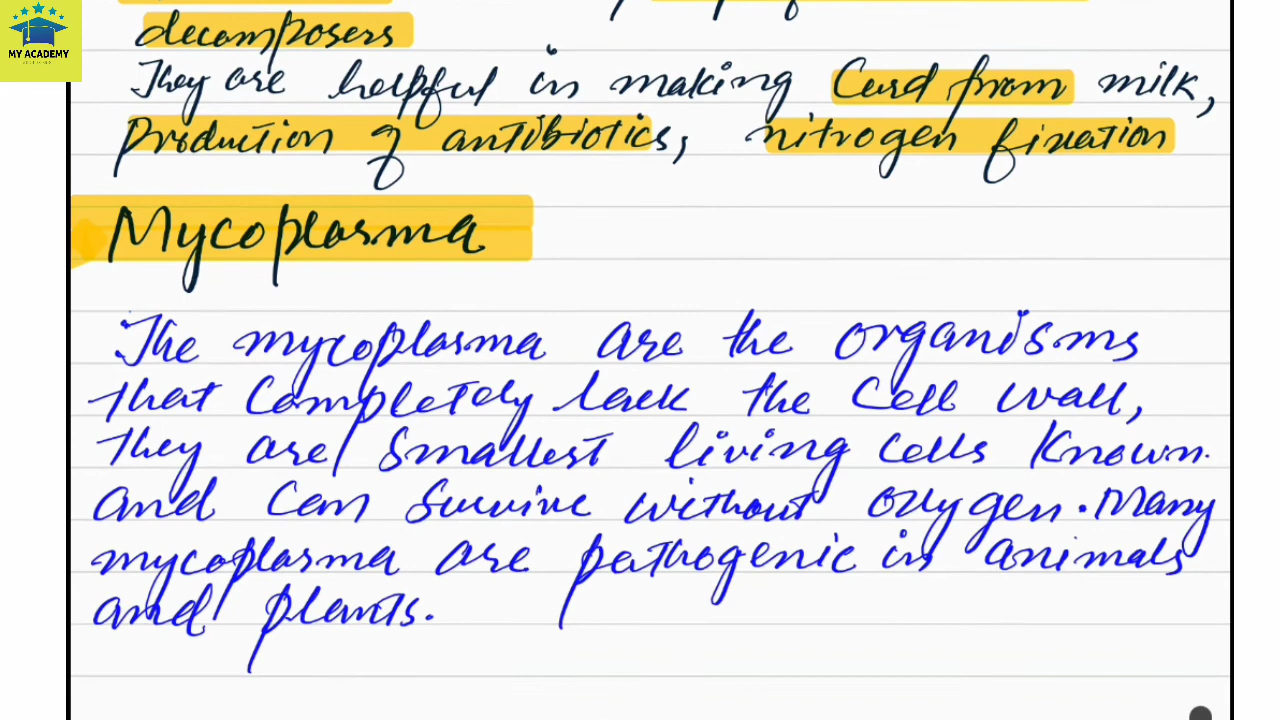 MY ACADEMY
decomposers
They are helpful in making Curd from milk,
Production of antibiotics, nitrogen fixation
Mycoplasma
The mycoplasma are the organisms
that Completely lack the Cell wall,
they are smallest living cells known.
and can survive without oxygen. Many
mycoplasma are pathogenic in animals
and plants.